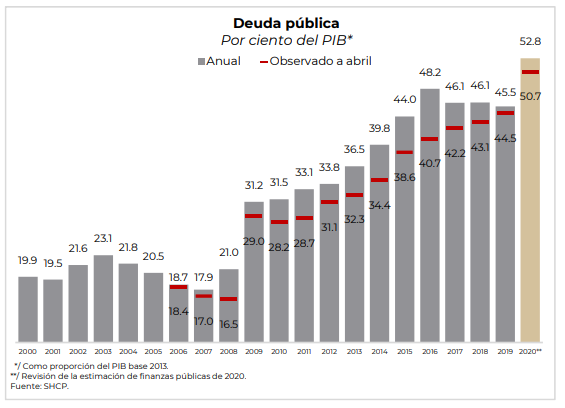 Deuda pública
Por ciento del PIB*
Anual Observado a abril
52.8
48.2
46.1 46.1 45.5
44.0
50.7
39.8
36.5
44.5
33.8 43.1
33.1 42.2
31.2 31.5 40.7
38.6
34.4
32.3
31.1
23.1 29.0 28.2 28.7
21.6 21.8 21.0
19.9 19.5 20.5
18.7 17.9
18.4 17.0 16.5
2000 2001 2002 2003 2004 2005 2006 2007 2008 2009 2010 2011 2012 2013 2014 2015 2016 2017 2018 2019 2020**
*/ Como proporción del PIB base 2013.
**/ Revisión de la estimación de finanzas públicas de 2020.
Fuente: SHCP.